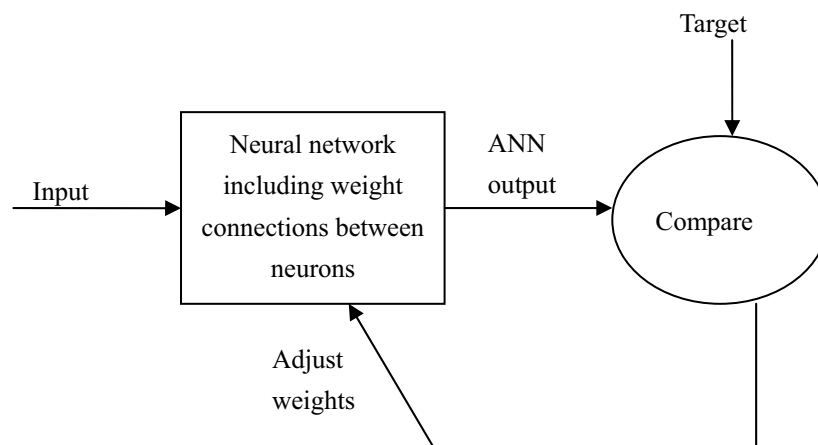 Target
Neural network
including weight
connections between
neurons
ANN
output
Input
Compare
Adjust
weights